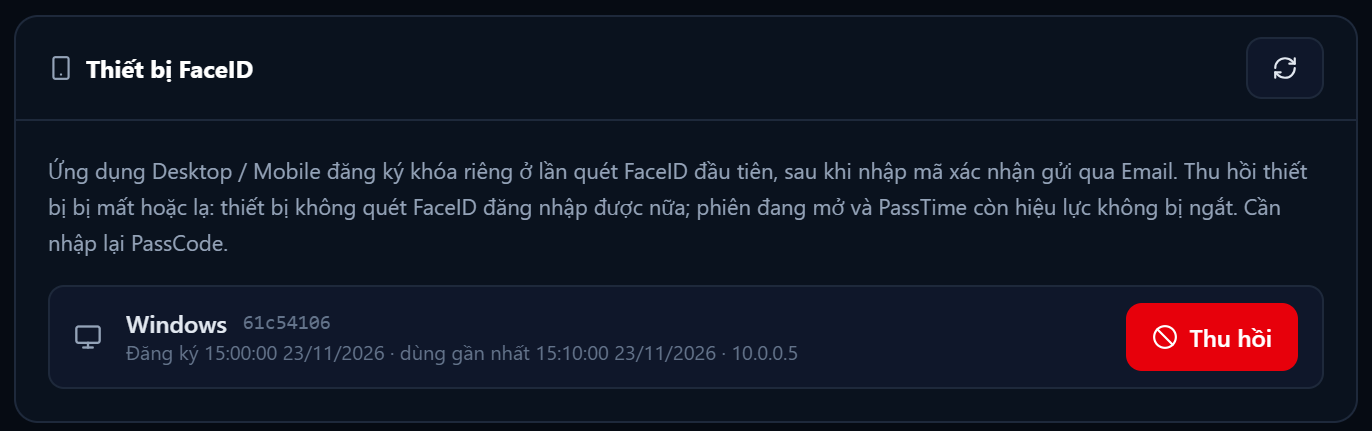 Thiết bị FaceID
Ứng dụng Desktop / Mobile đăng ký khóa riêng ở lần quét FaceID đầu tiên, sau khi nhập mã xác nhận gửi qua Email. Thu hồi thiết
bị bị mất hoặc lạ: thiết bị không quét FaceID đăng nhập được nữa; phiên đang mở và PassTime còn hiệu lực không bị ngắt. Cần
nhập lại PassCode.
Windows 61c54106
Đăng ký 15:00:00 23/11/2026 · dùng gần nhất 15:10:00 23/11/2026 · 10.0.0.5
Thu hồi